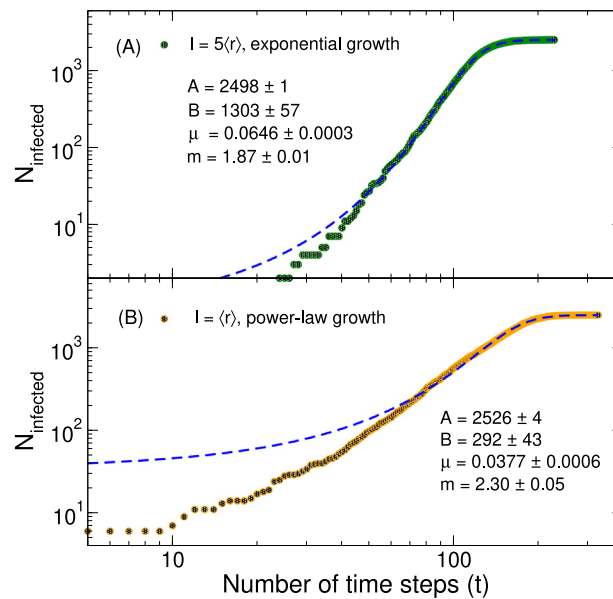 (A) I = 5⟨r⟩, exponential growth
A = 2498 ± 1
B = 1303 ± 57
μ = 0.0646 ± 0.0003
m = 1.87 ± 0.01
N_infected
10³
10²
10¹
(B) I = ⟨r⟩, power-law growth
A = 2526 ± 4
B = 292 ± 43
μ = 0.0377 ± 0.0006
m = 2.30 ± 0.05
N_infected
10³
10²
10¹
10 100
Number of time steps (t)